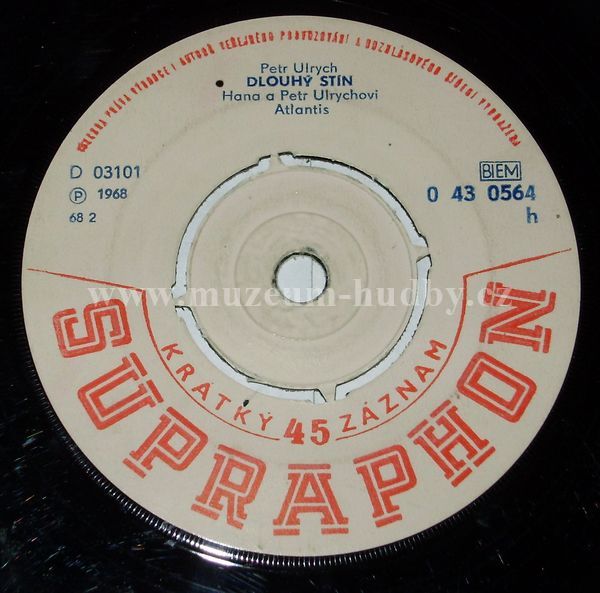 VŠECHNA PRÁVA VÝROBCE I AUTORŮ VEŘEJNÉHO PROVOZOVÁNÍ A ROZHLASOVÉHO ŠÍŘENÍ VYHRAZENA
Petr Ulrych
DLOUHÝ STÍN
Hana a Petr Ulrychovi
Atlantis
D 03101
Ⓟ 1968
68 2
BIEM
0 43 0564
h
www.muzeum-hudby.cz
KRÁTKÝ 45 ZÁZNAM
SUPRAPHON